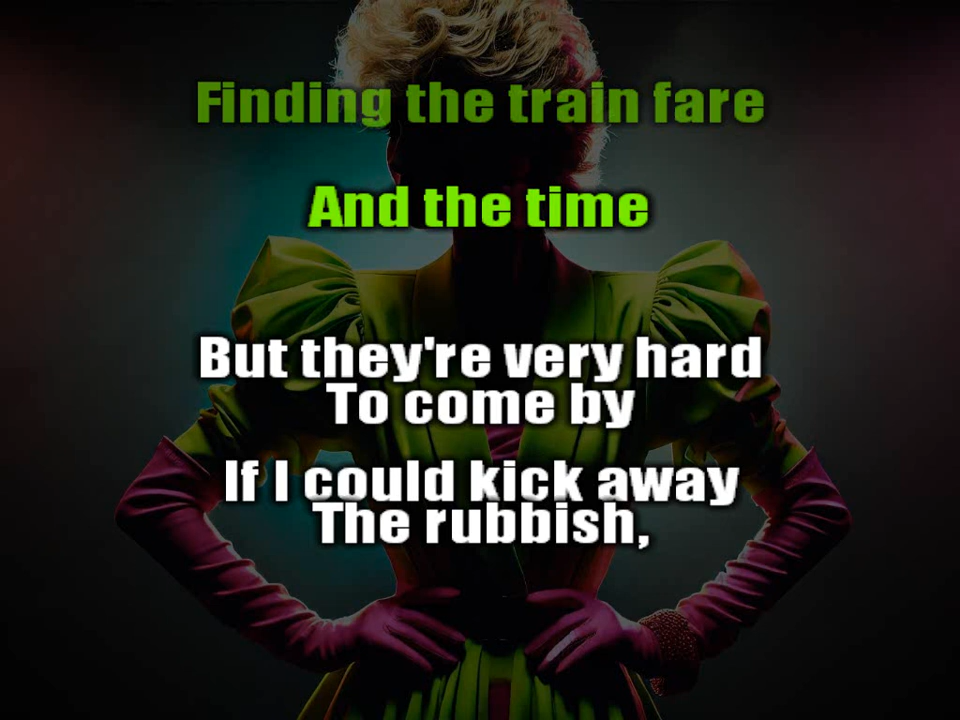 Finding the train fare
And the time
But they're very hard
To come by
If I could kick away
The rubbish,